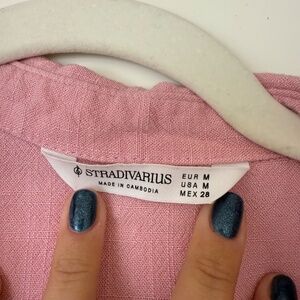 STRADIVARIUS
MADE IN CAMBODIA
EUR M
USA M
MEX 28